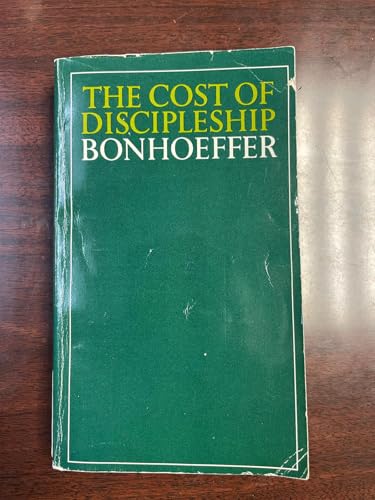 THE COST OF
DISCIPLESHIP
BONHOEFFER